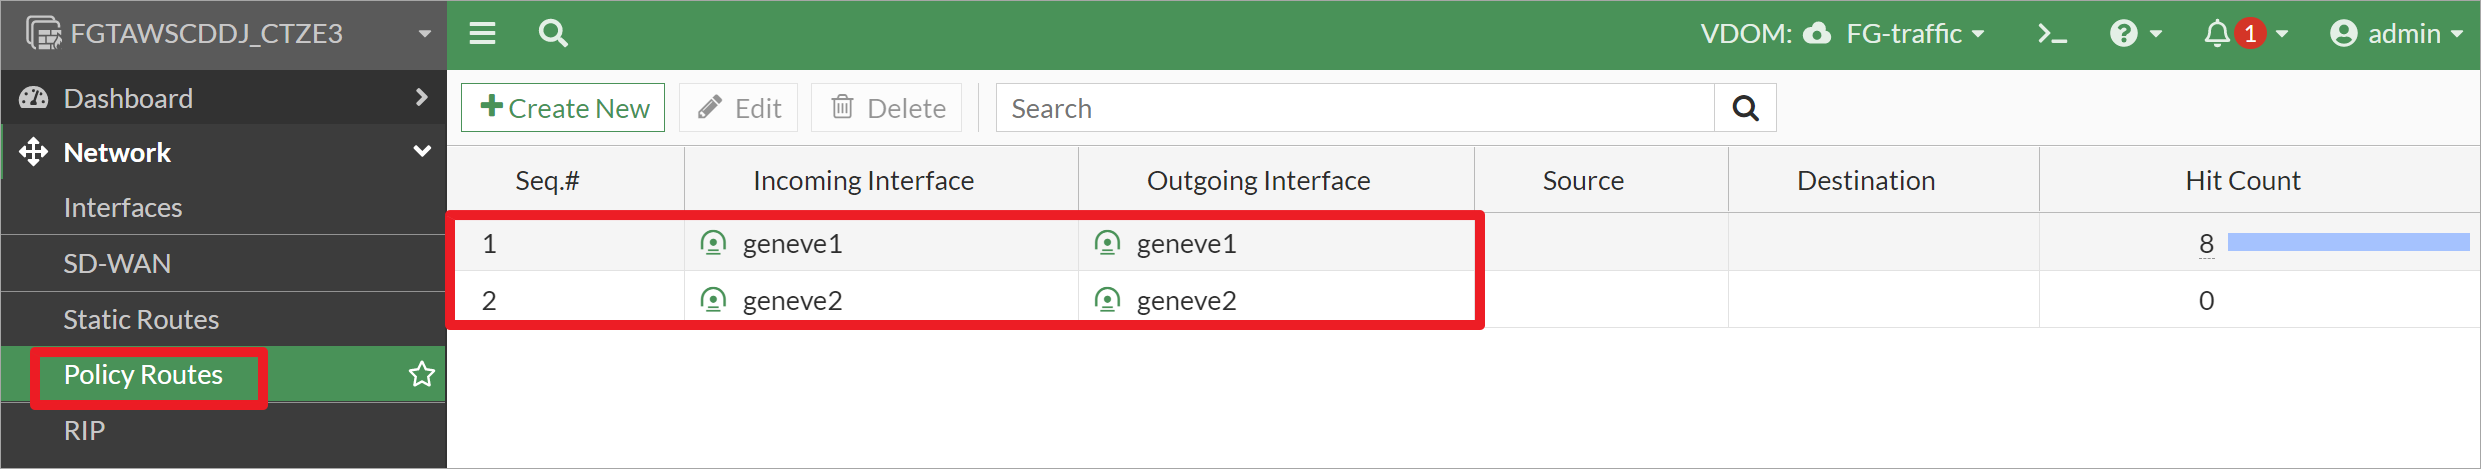 FGTAWSCDDJ_CTZE3
VDOM: FG-traffic
1
admin
Dashboard
Network
Interfaces
SD-WAN
Static Routes
Policy Routes
RIP
Create New Edit Delete Search
Seq.# Incoming Interface Outgoing Interface Source Destination Hit Count
1 geneve1 geneve1 8
2 geneve2 geneve2 0